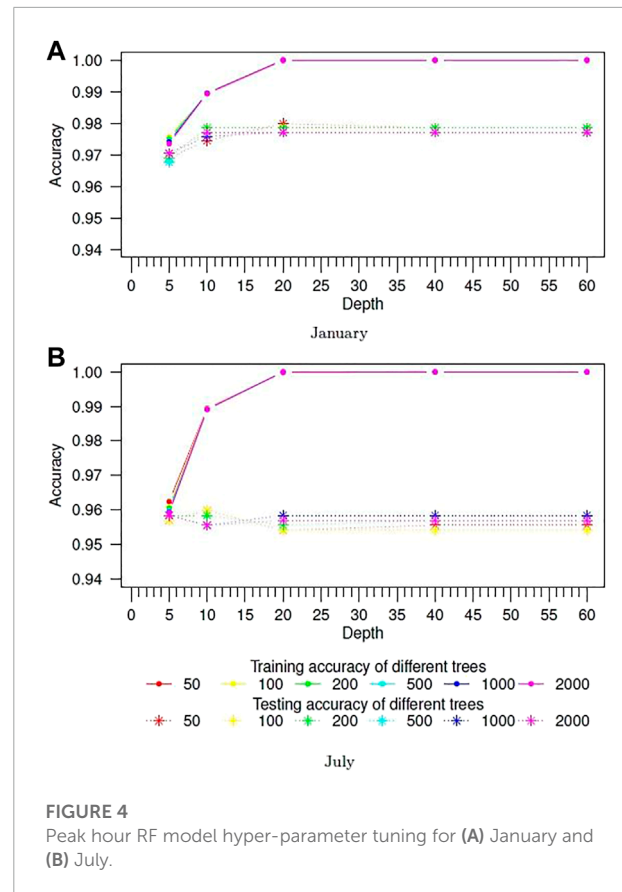 A
1.00
0.99
0.98
0.97
0.96
0.95
0.94
Accuracy
0 5 10 15 20 25 30 35 40 45 50 55 60
Depth
January
B
1.00
0.99
0.98
0.97
0.96
0.95
0.94
Accuracy
0 5 10 15 20 25 30 35 40 45 50 55 60
Depth
Training accuracy of different trees
50 100 200 500 1000 2000
Testing accuracy of different trees
50 100 200 500 1000 2000
July
FIGURE 4
Peak hour RF model hyper-parameter tuning for (A) January and
(B) July.